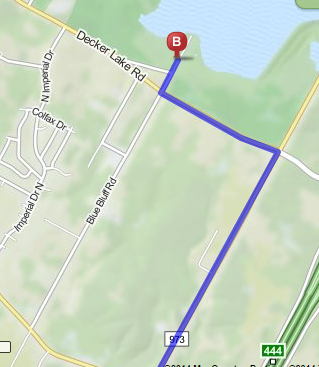 B
Decker Lake Rd
N Imperial Dr
Colfax Dr
Imperial Dr N
Blue Bluff Rd
973
444